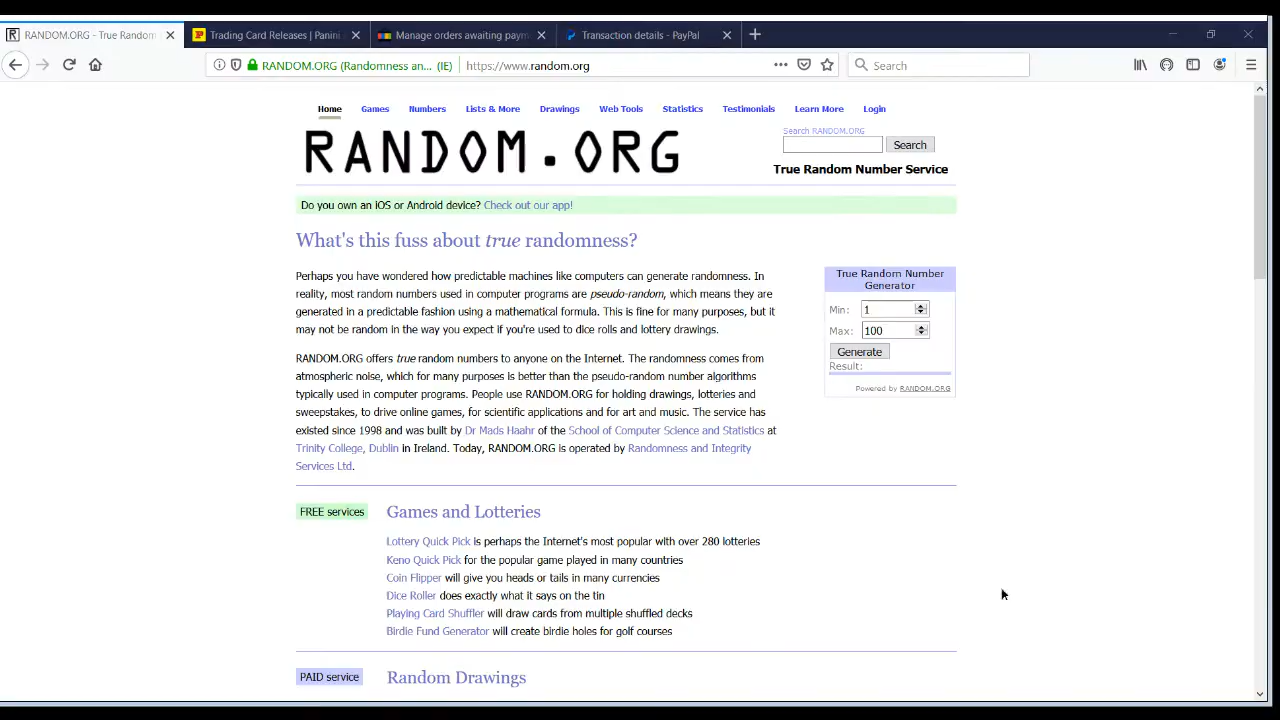 RANDOM.ORG - True Random
Trading Card Releases | Panini
Manage orders awaiting paym
Transaction details - PayPal
RANDOM.ORG (Randomness an... (IE)
https://www.random.org
Search
Home Games Numbers Lists & More Drawings Web Tools Statistics Testimonials Learn More Login
RANDOM.ORG
Search RANDOM.ORG
Search
True Random Number Service
Do you own an iOS or Android device? Check out our app!
What's this fuss about true randomness?
Perhaps you have wondered how predictable machines like computers can generate randomness. In
reality, most random numbers used in computer programs are pseudo-random, which means they are
generated in a predictable fashion using a mathematical formula. This is fine for many purposes, but it
may not be random in the way you expect if you're used to dice rolls and lottery drawings.
RANDOM.ORG offers true random numbers to anyone on the Internet. The randomness comes from
atmospheric noise, which for many purposes is better than the pseudo-random number algorithms
typically used in computer programs. People use RANDOM.ORG for holding drawings, lotteries and
sweepstakes, to drive online games, for scientific applications and for art and music. The service has
existed since 1998 and was built by Dr Mads Haahr of the School of Computer Science and Statistics at
Trinity College, Dublin in Ireland. Today, RANDOM.ORG is operated by Randomness and Integrity
Services Ltd.
True Random Number
Generator
Min: 1
Max: 100
Generate
Result:
Powered by RANDOM.ORG
FREE services
Games and Lotteries
Lottery Quick Pick is perhaps the Internet's most popular with over 280 lotteries
Keno Quick Pick for the popular game played in many countries
Coin Flipper will give you heads or tails in many currencies
Dice Roller does exactly what it says on the tin
Playing Card Shuffler will draw cards from multiple shuffled decks
Birdie Fund Generator will create birdie holes for golf courses
PAID service
Random Drawings